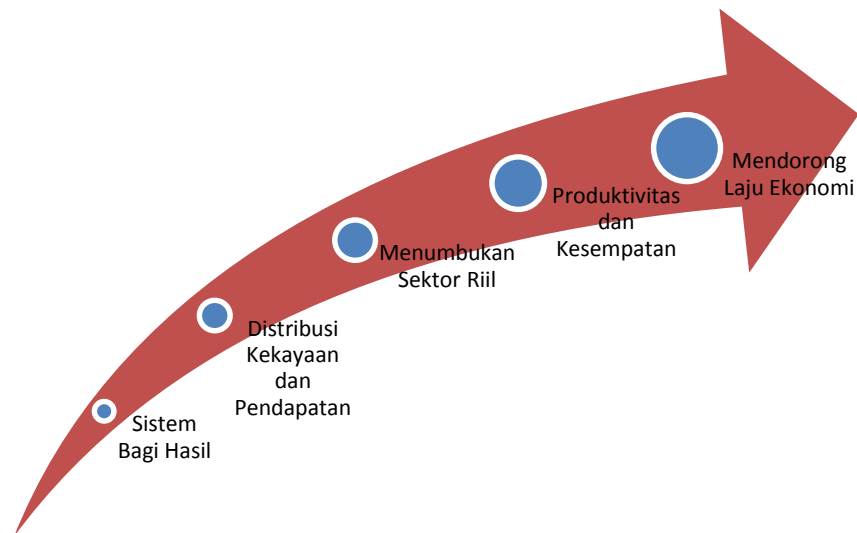 Sistem
Bagi Hasil
Distribusi
Kekayaan
dan
Pendapatan
Menumbukan
Sektor Riil
Produktivitas
dan
Kesempatan
Mendorong
Laju Ekonomi